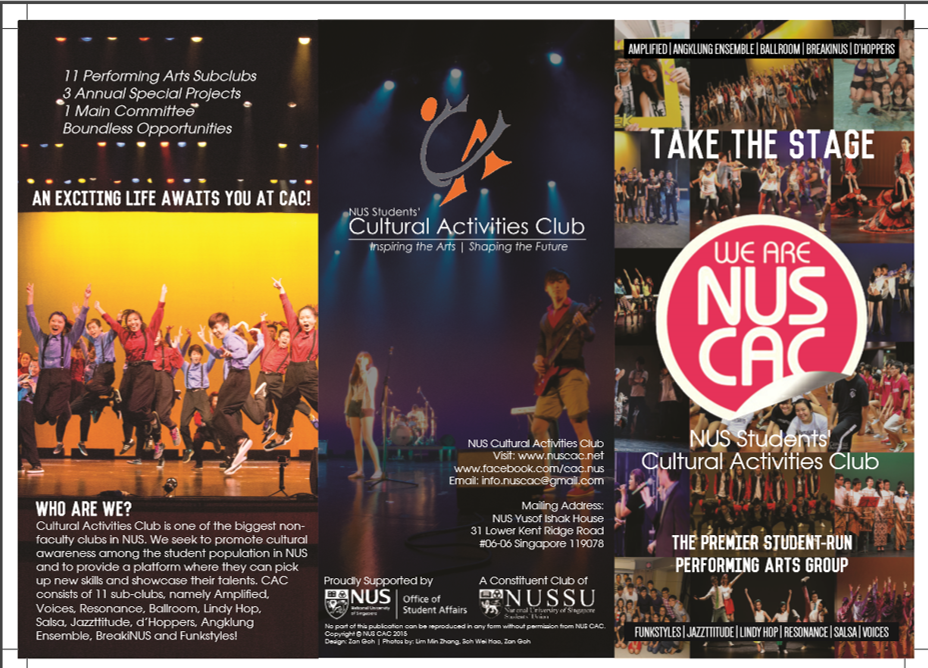 11 Performing Arts Subclubs
3 Annual Special Projects
1 Main Committee
Boundless Opportunities
AN EXCITING LIFE AWAITS YOU AT CAC!
WHO ARE WE?
Cultural Activities Club is one of the biggest non-
faculty clubs in NUS. We seek to promote cultural
awareness among the student population in NUS
and to provide a platform where they can pick
up new skills and showcase their talents. CAC
consists of 11 sub-clubs, namely Amplified,
Voices, Resonance, Ballroom, Lindy Hop,
Salsa, Jazzttitude, d'Hoppers, Angklung
Ensemble, BreakiNUS and Funkstyles!
NUS Students'
Cultural Activities Club
Inspiring the Arts | Shaping the Future
NUS Cultural Activities Club
Visit: www.nuscac.net
www.facebook.com/cac.nus
Email: info.nuscac@gmail.com
Mailing Address:
NUS Yusof Ishak House
31 Lower Kent Ridge Road
#06-06 Singapore 119078
Proudly Supported by
NUS
National University
of Singapore
Office of
Student Affairs
A Constituent Club of
NUSSU
National University of Singapore
Students' Union
No part of this publication can be reproduced in any form without permission from NUS CAC.
Copyright © NUS CAC 2015
Design: Zan Goh | Photos by: Lim Min Zhang, Soh Wei Hao, Zan Goh
AMPLIFIED | ANGKLUNG ENSEMBLE | BALLROOM | BREAKINUS | D'HOPPERS
TAKE THE STAGE
WE ARE
NUS
CAC
NUS Students'
Cultural Activities Club
THE PREMIER STUDENT-RUN
PERFORMING ARTS GROUP
FUNKSTYLES | JAZZTTITUDE | LINDY HOP | RESONANCE | SALSA | VOICES